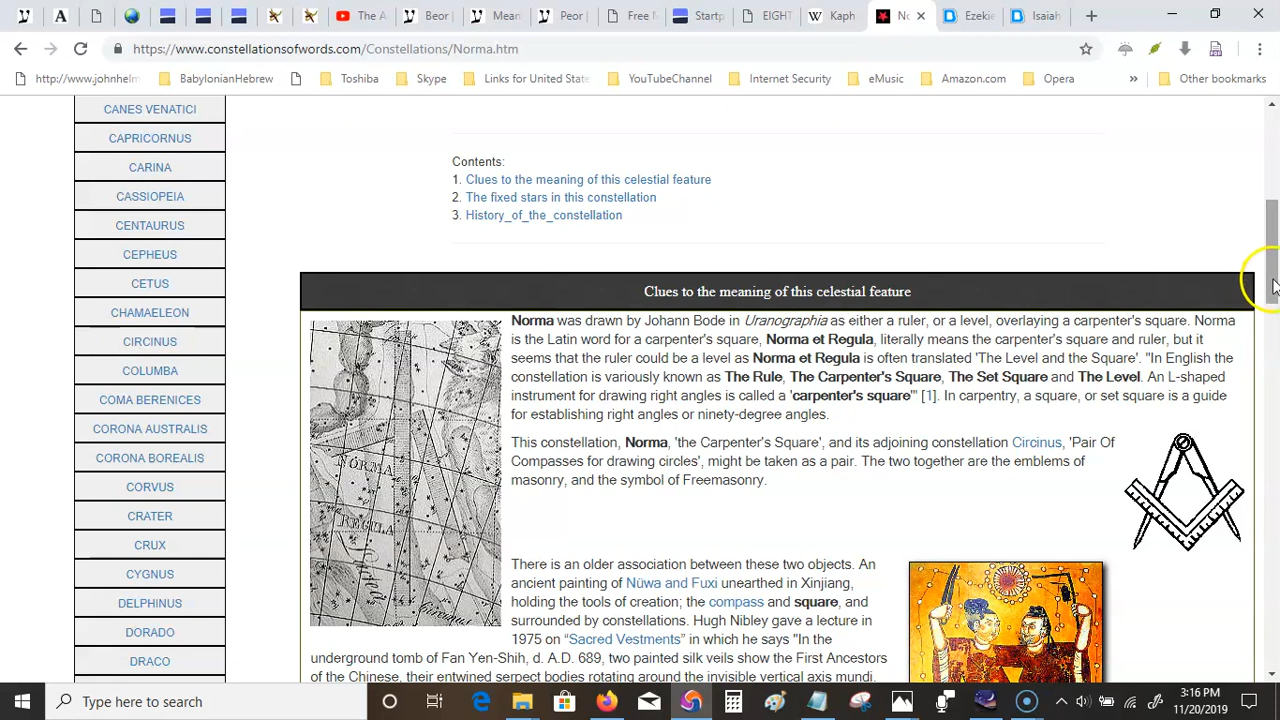 The A
Beor
Mean
Peor
Free M
Startp
EIGHT
Kaph
No
Ezekie
Isaiah
https://www.constellationsofwords.com/Constellations/Norma.htm
http://www.johnhelm
BabylonianHebrew
Toshiba
Skype
Links for United State
YouTubeChannel
Internet Security
eMusic
Amazon.com
Opera
»
Other bookmarks
CANES VENATICI
CAPRICORNUS
CARINA
CASSIOPEIA
CENTAURUS
CEPHEUS
CETUS
CHAMAELEON
CIRCINUS
COLUMBA
COMA BERENICES
CORONA AUSTRALIS
CORONA BOREALIS
CORVUS
CRATER
CRUX
CYGNUS
DELPHINUS
DORADO
DRACO
Contents:
1. Clues to the meaning of this celestial feature
2. The fixed stars in this constellation
3. History_of_the_constellation
Clues to the meaning of this celestial feature
Norma was drawn by Johann Bode in Uranographia as either a ruler, or a level, overlaying a carpenter's square. Norma
is the Latin word for a carpenter's square, Norma et Regula, literally means the carpenter's square and ruler, but it
seems that the ruler could be a level as Norma et Regula is often translated 'The Level and the Square'. "In English the
constellation is variously known as The Rule, The Carpenter's Square, The Set Square and The Level. An L-shaped
instrument for drawing right angles is called a 'carpenter's square'" [1]. In carpentry, a square, or set square is a guide
for establishing right angles or ninety-degree angles.
This constellation, Norma, 'the Carpenter's Square', and its adjoining constellation Circinus, 'Pair Of
Compasses for drawing circles', might be taken as a pair. The two together are the emblems of
masonry, and the symbol of Freemasonry.
NORMA
REGULA
There is an older association between these two objects. An
ancient painting of Nüwa and Fuxi unearthed in Xinjiang,
holding the tools of creation; the compass and square, and
surrounded by constellations. Hugh Nibley gave a lecture in
1975 on “Sacred Vestments” in which he says "In the
underground tomb of Fan Yen-Shih, d. A.D. 689, two painted silk veils show the First Ancestors
of the Chinese, their entwined serpect bodies rotating around the invisible vertical axis mundi.
Type here to search
3:16 PM
11/20/2019